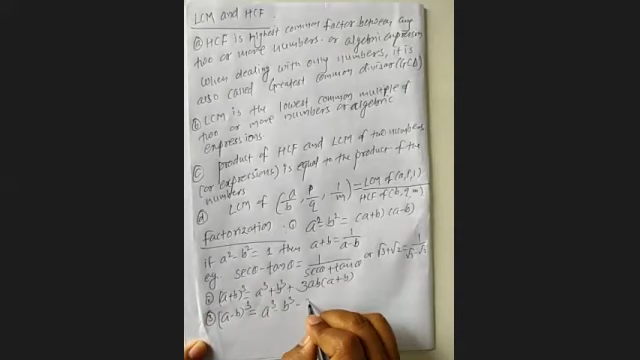 LCM and HCF
(a) HCF is highest common factor between any
two or more numbers. or algebraic expression
when dealing with only numbers, it is
also called Greatest common divisor (GCD)
(b) LCM is the lowest common multiple of
two or more numbers or algebraic
expressions
(c) product of HCF and LCM of two numbers
(or expressions) is equal to the product of the
numbers
(d) LCM of (a/b, p/q, 1/m) = LCM of (a, p, 1) / HCF of (b, q, m)
Factorization. ① a² - b² = (a+b) (a-b)
if a² - b² = 1 then a+b = 1/(a-b)
eg. secθ - tanθ = 1/(secθ + tanθ) or √3+√2 = 1/(√3-√2)
② (a+b)³ = a³ + b³ + 3ab(a+b)
③ (a-b)³ = a³ - b³ -